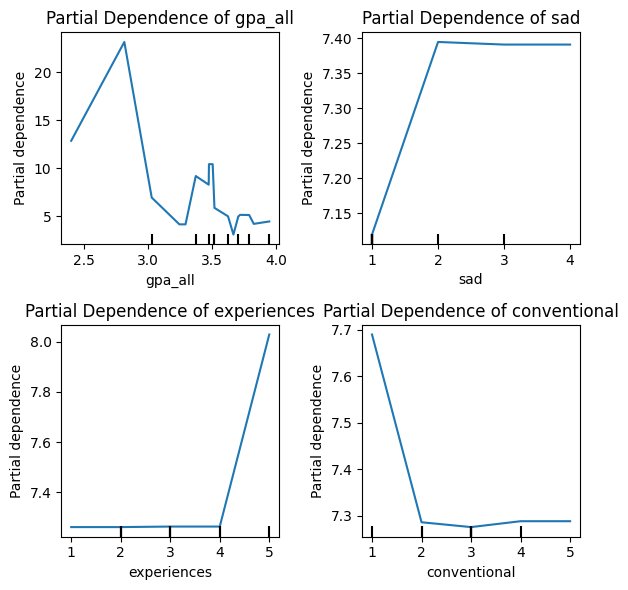 Partial Dependence of gpa_all
Partial dependence
20
15
10
5
2.5 3.0 3.5 4.0
gpa_all
Partial Dependence of sad
Partial dependence
7.40
7.35
7.30
7.25
7.20
7.15
1 2 3 4
sad
Partial Dependence of experiences
Partial dependence
8.0
7.8
7.6
7.4
1 2 3 4 5
experiences
Partial Dependence of conventional
Partial dependence
7.7
7.6
7.5
7.4
7.3
1 2 3 4 5
conventional